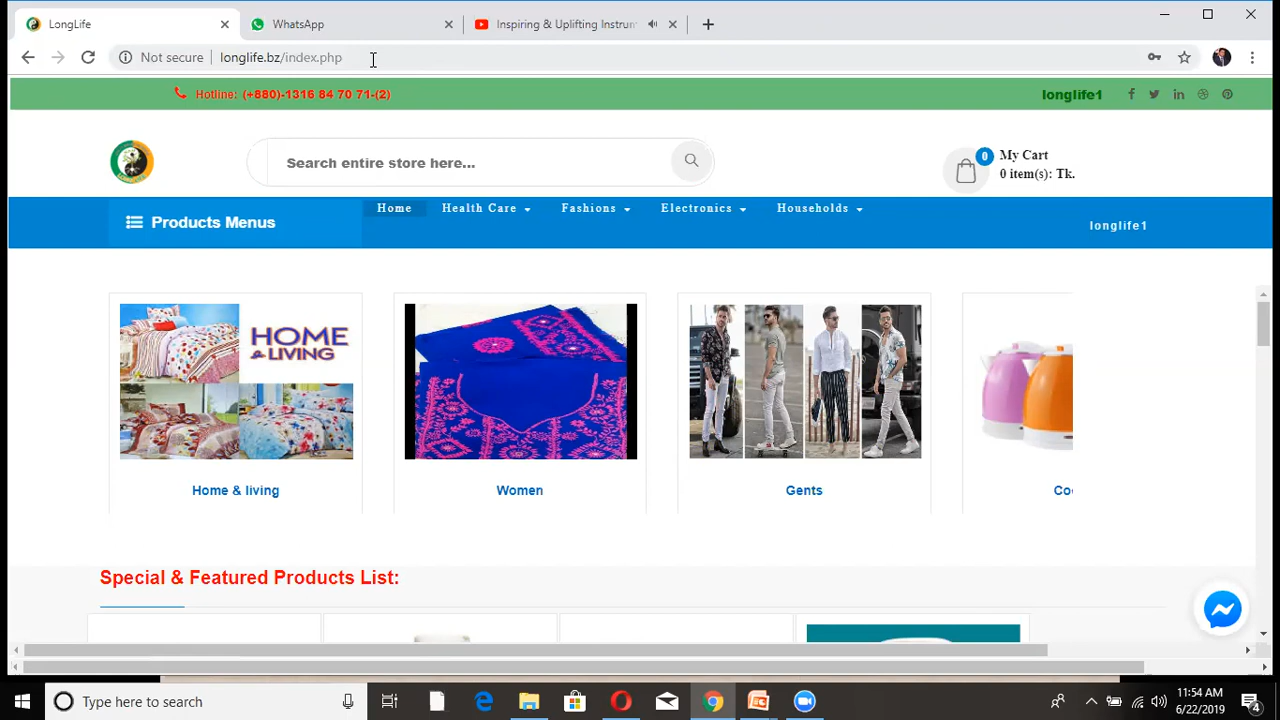 LongLife
WhatsApp
Inspiring & Uplifting Instrum
Not secure
longlife.bz/index.php
Hotline: (+880)-1316 84 70 71-(2)
longlife1
Search entire store here...
0
My Cart
0 item(s): Tk.
Products Menus
Home
Health Care
Fashions
Electronics
Households
longlife1
HOME
& LIVING
Home & living
Women
Gents
Coo
Special & Featured Products List:
Type here to search
11:54 AM
6/22/2019
4